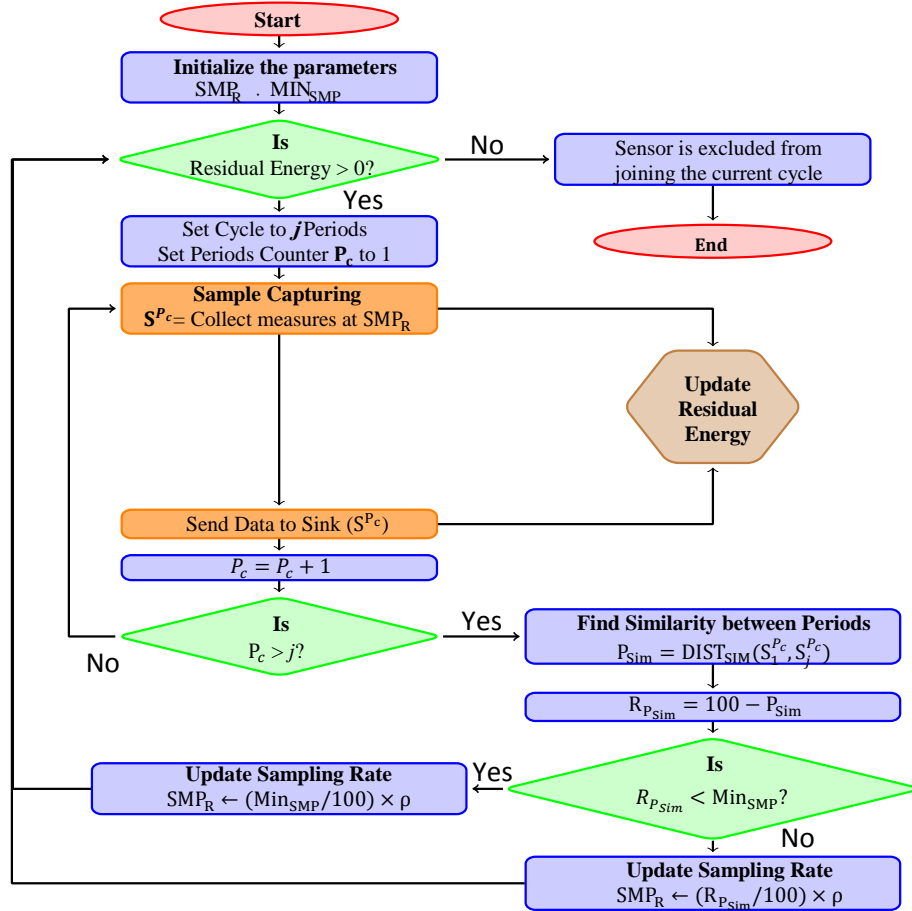 Start
Initialize the parameters
SMP_R . MIN_SMP
Is
Residual Energy > 0?
No
Sensor is excluded from
joining the current cycle
End
Yes
Set Cycle to j Periods
Set Periods Counter P_c to 1
Sample Capturing
S^{P_c} = Collect measures at SMP_R
Update
Residual
Energy
Send Data to Sink (S^{P_c})
P_c = P_c + 1
Is
P_c > j?
No
Yes
Find Similarity between Periods
P_Sim = DIST_SIM(S_1^{P_c}, S_j^{P_c})
R_{P_Sim} = 100 − P_Sim
Is
R_{P_Sim} < Min_SMP?
Yes
Update Sampling Rate
SMP_R ← (Min_SMP/100) × ρ
No
Update Sampling Rate
SMP_R ← (R_{P_Sim}/100) × ρ